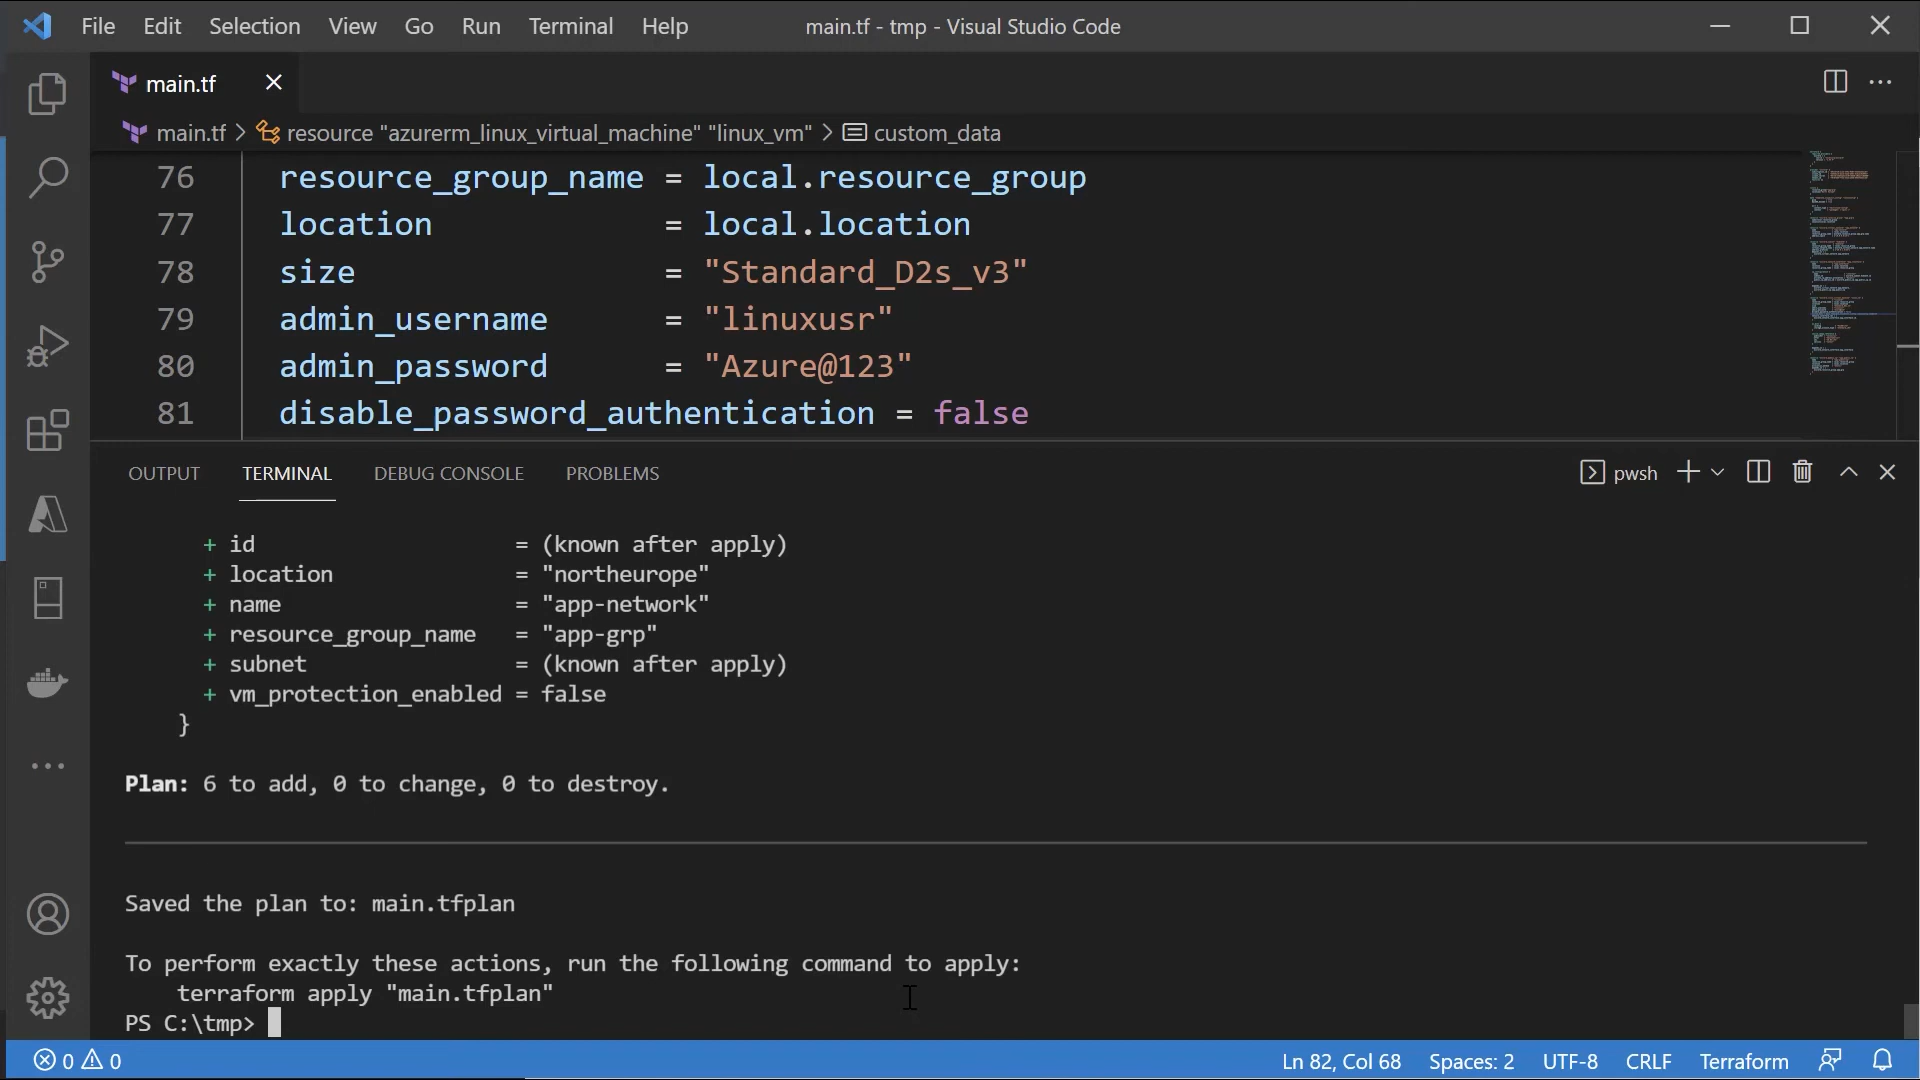 File Edit Selection View Go Run Terminal Help main.tf - tmp - Visual Studio Code
main.tf
main.tf > resource "azurerm_linux_virtual_machine" "linux_vm" > custom_data
76 resource_group_name = local.resource_group
77 location = local.location
78 size = "Standard_D2s_v3"
79 admin_username = "linuxusr"
80 admin_password = "Azure@123"
81 disable_password_authentication = false
OUTPUT TERMINAL DEBUG CONSOLE PROBLEMS pwsh
+ id = (known after apply)
+ location = "northeurope"
+ name = "app-network"
+ resource_group_name = "app-grp"
+ subnet = (known after apply)
+ vm_protection_enabled = false
}
Plan: 6 to add, 0 to change, 0 to destroy.
Saved the plan to: main.tfplan
To perform exactly these actions, run the following command to apply:
terraform apply "main.tfplan"
PS C:\tmp>
0 0 Ln 82, Col 68 Spaces: 2 UTF-8 CRLF Terraform